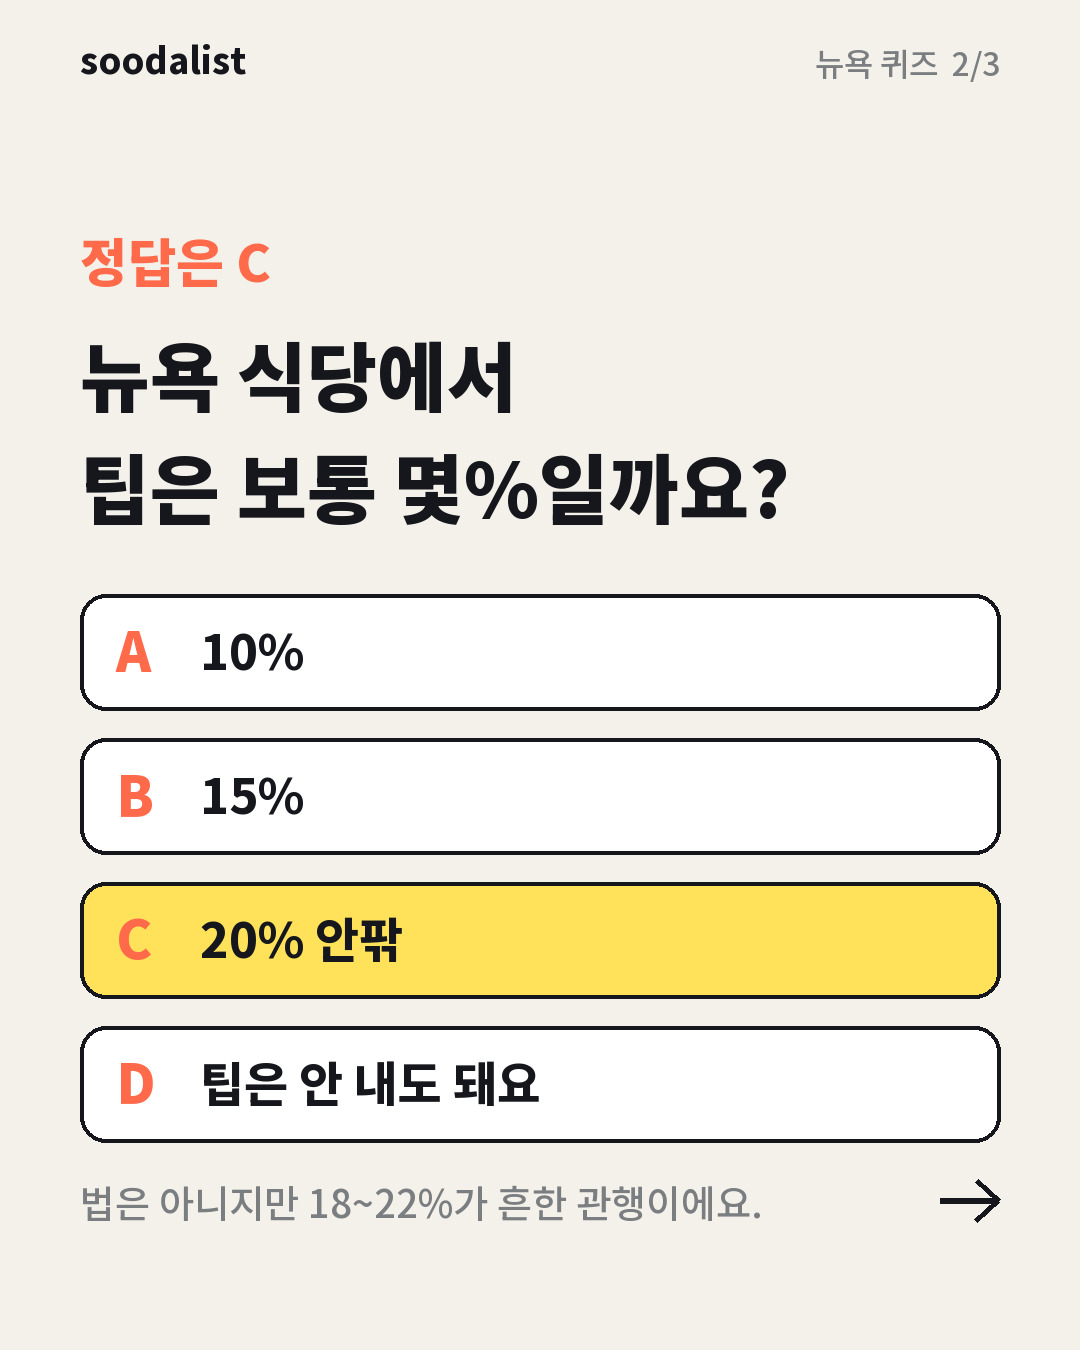 soodalist
뉴욕 퀴즈 2/3
정답은 C
뉴욕 식당에서
팁은 보통 몇%일까요?
A 10%
B 15%
C 20% 안팎
D 팁은 안 내도 돼요
법은 아니지만 18~22%가 흔한 관행이에요.